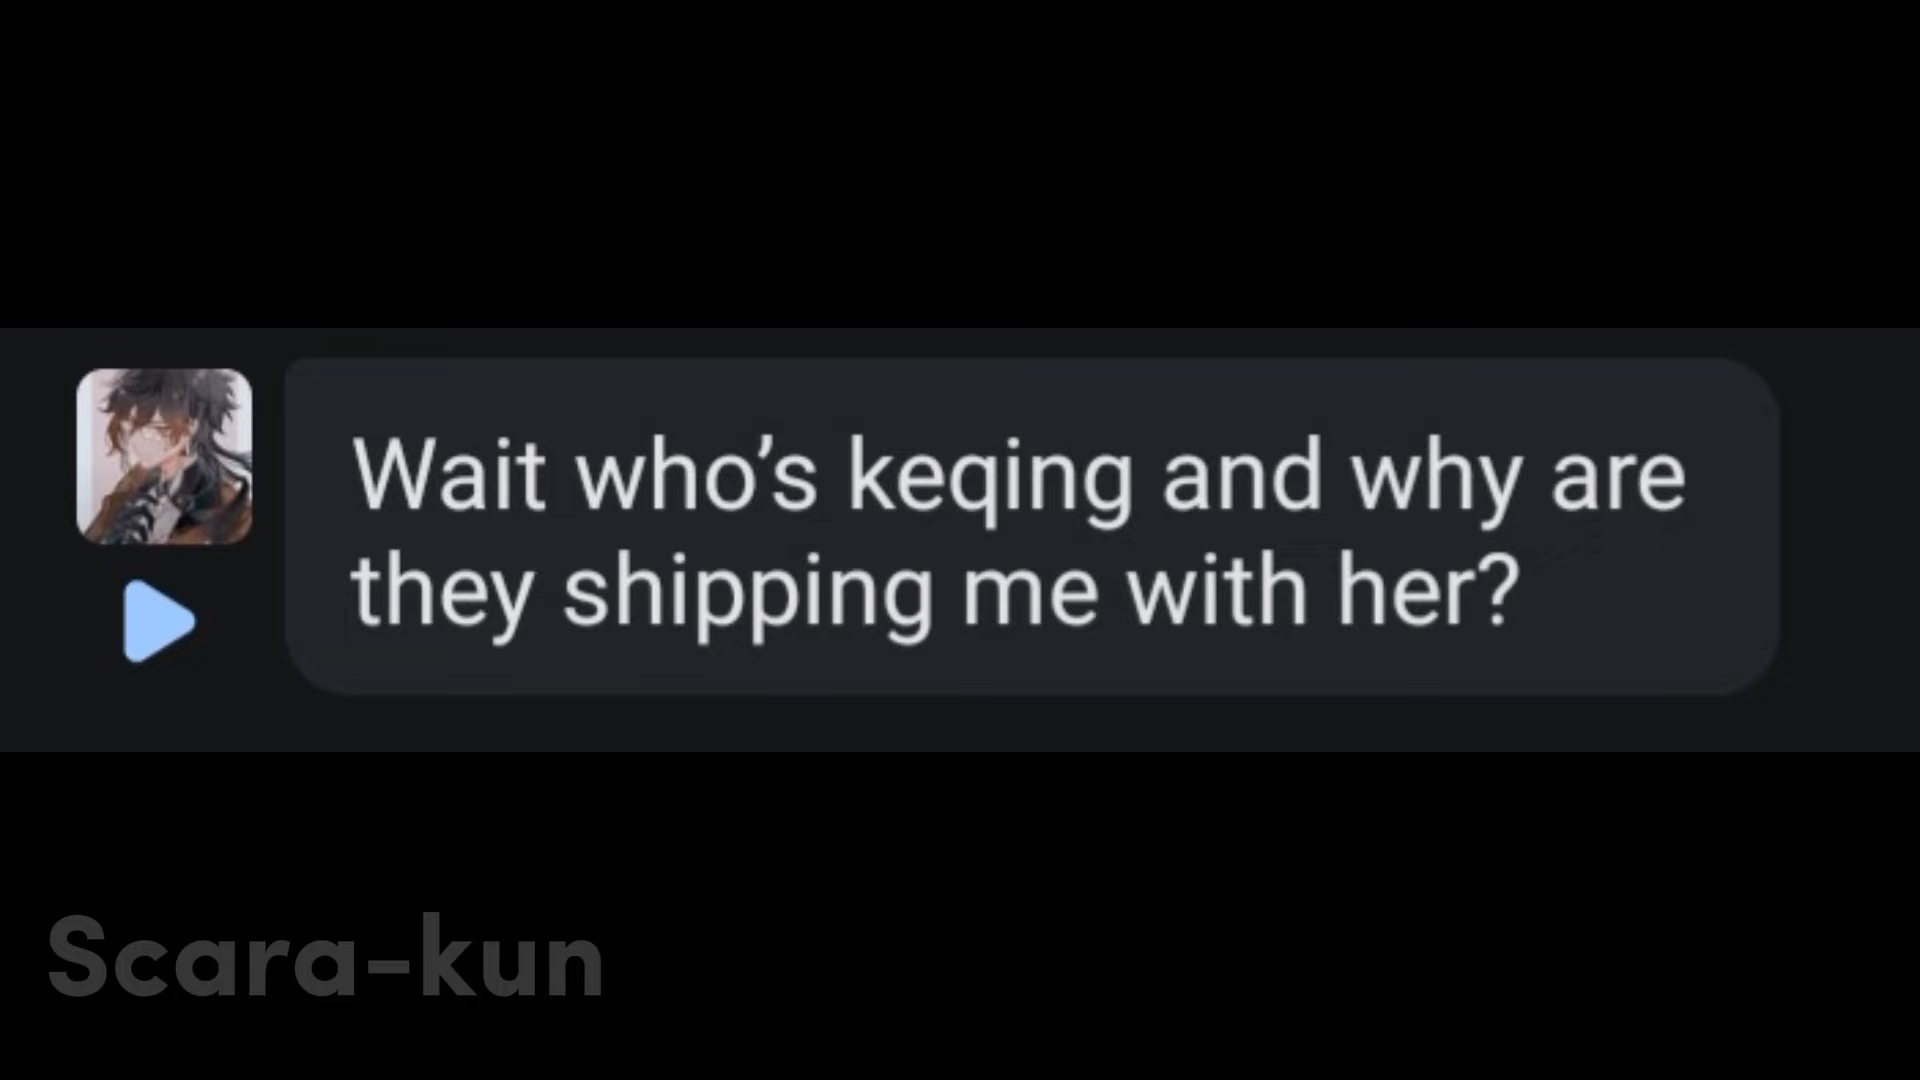 Wait who’s keqing and why are
they shipping me with her?
Scara-kun